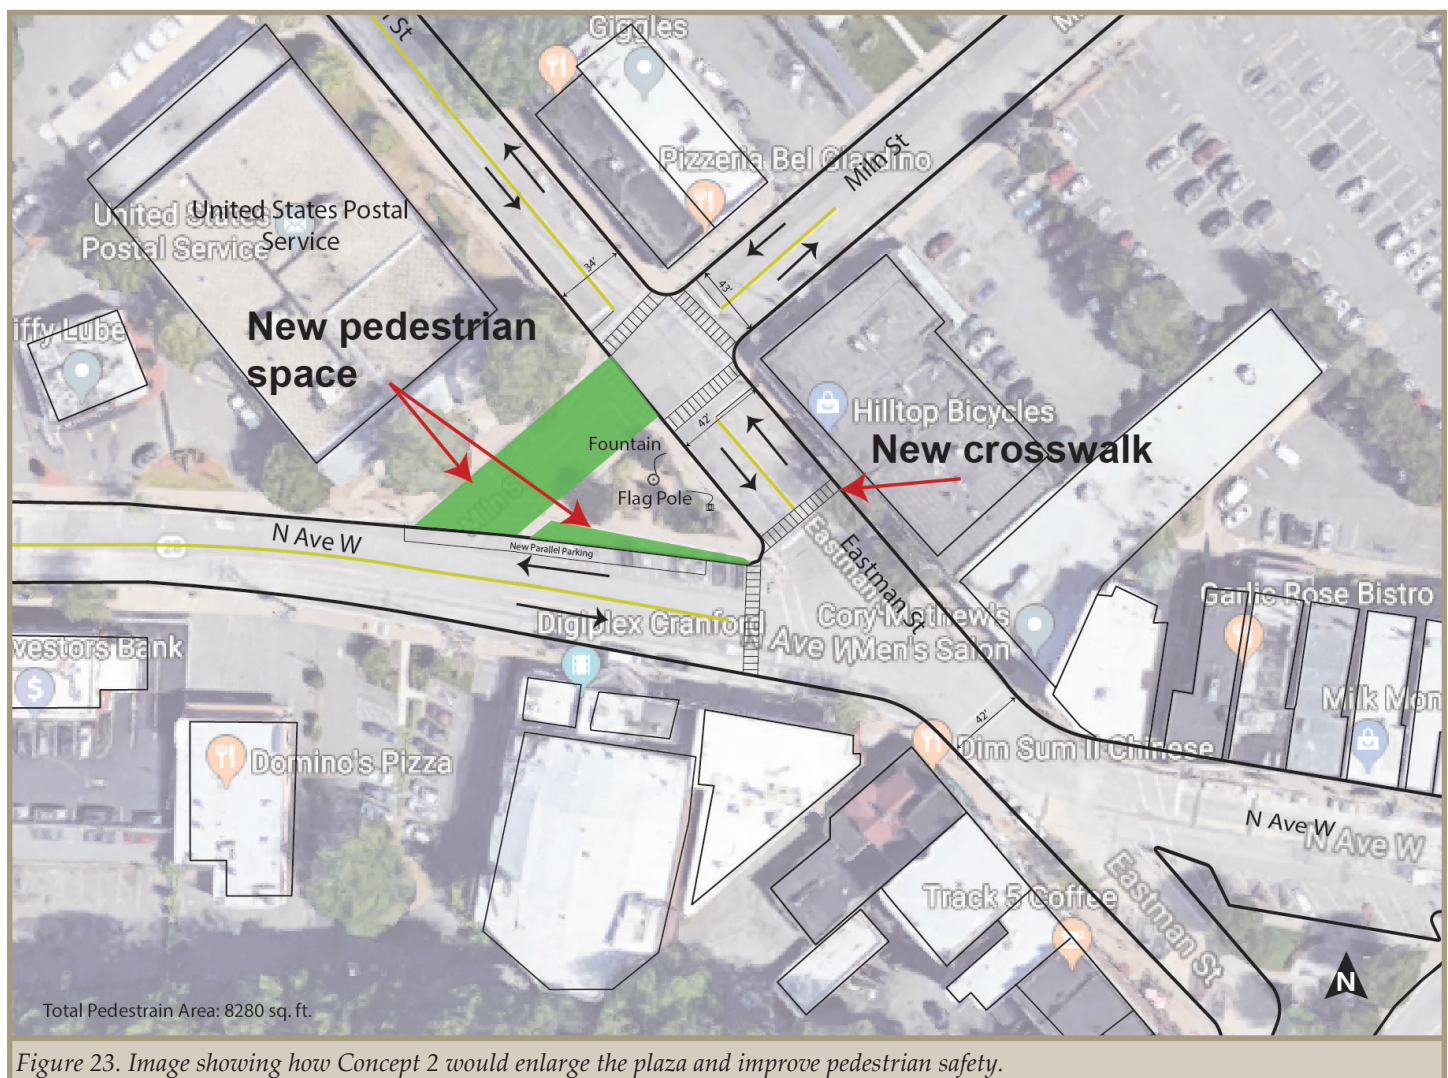 n St
Giggles
Miln St
Pizzeria Bel Giardino
United States
Postal Service
United States Postal
Service
34'
43'
iffy Lube
New pedestrian
space
Hilltop Bicycles
42'
New crosswalk
Fountain
Flag Pole
Miln St
N Ave W
28
New Parallel Parking
Eastman St
Eastman
Garlic Rose Bistro
Digiplex Cranford
Ave W
Cory Mathew's
Men's Salon
vestors Bank
$
Milk Mon
42'
Dim Sum II Chinese
Domino's Pizza
N Ave W
N Ave W
Track 5 Coffee
Eastman St
N
Total Pedestrain Area: 8280 sq. ft.
Figure 23. Image showing how Concept 2 would enlarge the plaza and improve pedestrian safety.